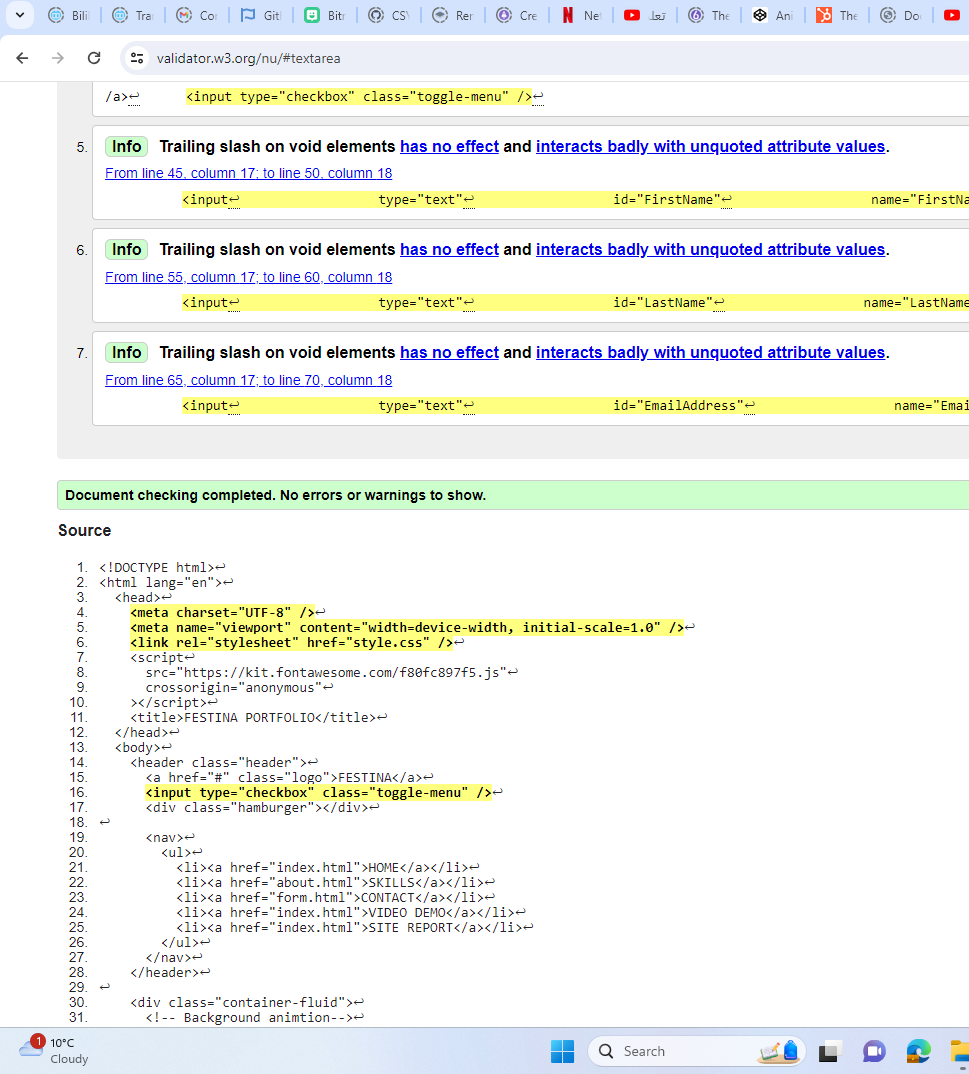 Bili
Tra
Cor
Git
Bitr
CSV
Rer
Cre
Ne
تعل
The
Ani
The
Do
validator.w3.org/nu/#textarea
/a>↩ <input type="checkbox" class="toggle-menu" />↩
5. Info Trailing slash on void elements has no effect and interacts badly with unquoted attribute values.
From line 45, column 17; to line 50, column 18
<input↩ type="text"↩ id="FirstName"↩ name="FirstNa
6. Info Trailing slash on void elements has no effect and interacts badly with unquoted attribute values.
From line 55, column 17; to line 60, column 18
<input↩ type="text"↩ id="LastName"↩ name="LastName
7. Info Trailing slash on void elements has no effect and interacts badly with unquoted attribute values.
From line 65, column 17; to line 70, column 18
<input↩ type="text"↩ id="EmailAddress"↩ name="Emai
Document checking completed. No errors or warnings to show.
Source
1. <!DOCTYPE html>↩
2. <html lang="en">↩
3. <head>↩
4. <meta charset="UTF-8" />↩
5. <meta name="viewport" content="width=device-width, initial-scale=1.0" />↩
6. <link rel="stylesheet" href="style.css" />↩
7. <script↩
8. src="https://kit.fontawesome.com/f80fc897f5.js"↩
9. crossorigin="anonymous"↩
10. ></script>↩
11. <title>FESTINA PORTFOLIO</title>↩
12. </head>↩
13. <body>↩
14. <header class="header">↩
15. <a href="#" class="logo">FESTINA</a>↩
16. <input type="checkbox" class="toggle-menu" />↩
17. <div class="hamburger"></div>↩
18. ↩
19. <nav>↩
20. <ul>↩
21. <li><a href="index.html">HOME</a></li>↩
22. <li><a href="about.html">SKILLS</a></li>↩
23. <li><a href="form.html">CONTACT</a></li>↩
24. <li><a href="index.html">VIDEO DEMO</a></li>↩
25. <li><a href="index.html">SITE REPORT</a></li>↩
26. </ul>↩
27. </nav>↩
28. </header>↩
29. ↩
30. <div class="container-fluid">↩
31. <!-- Background animtion-->↩
1
10°C
Cloudy
Search